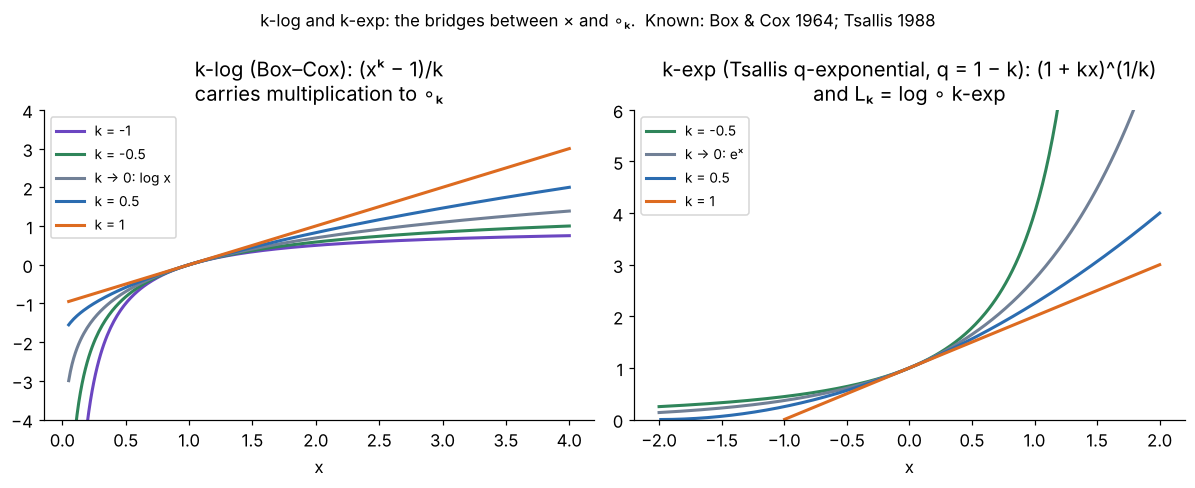 k-log and k-exp: the bridges between × and ∘ₖ.  Known: Box & Cox 1964; Tsallis 1988
k-log (Box–Cox): (xᵏ − 1)/k
carries multiplication to ∘ₖ
4
3
2
1
0
−1
−2
−3
−4
k = -1
k = -0.5
k → 0: log x
k = 0.5
k = 1
0.0
0.5
1.0
1.5
2.0
2.5
3.0
3.5
4.0
x
k-exp (Tsallis q-exponential, q = 1 − k): (1 + kx)^(1/k)
and Lₖ = log ∘ k-exp
6
5
4
3
2
1
0
k = -0.5
k → 0: eˣ
k = 0.5
k = 1
−2.0
−1.5
−1.0
−0.5
0.0
0.5
1.0
1.5
2.0
x